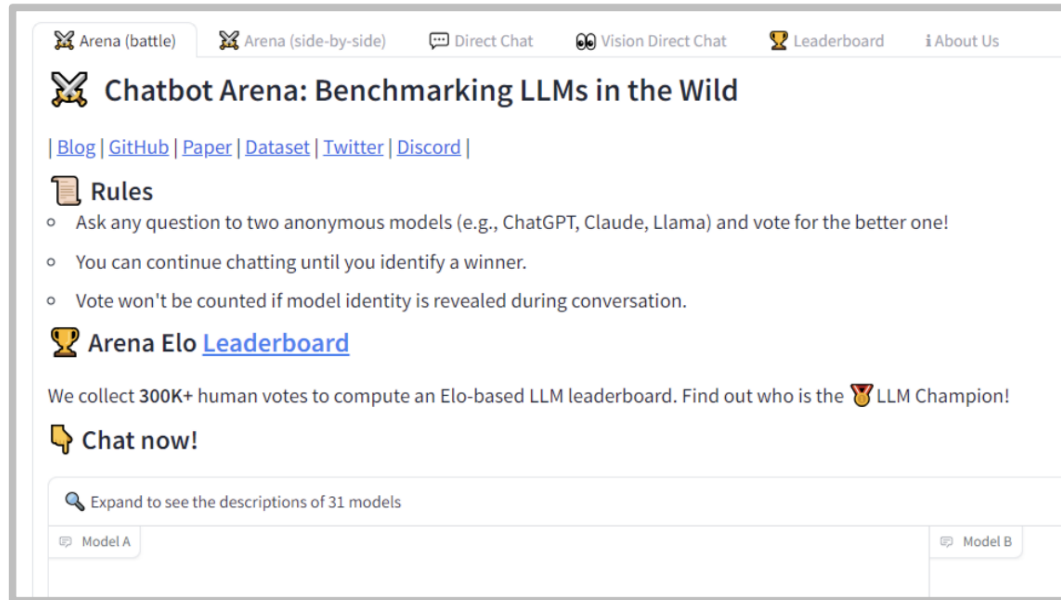 Arena (battle) Arena (side-by-side) Direct Chat Vision Direct Chat Leaderboard About Us
Chatbot Arena: Benchmarking LLMs in the Wild
| Blog | GitHub | Paper | Dataset | Twitter | Discord |
Rules
Ask any question to two anonymous models (e.g., ChatGPT, Claude, Llama) and vote for the better one!
You can continue chatting until you identify a winner.
Vote won't be counted if model identity is revealed during conversation.
Arena Elo Leaderboard
We collect 300K+ human votes to compute an Elo-based LLM leaderboard. Find out who is the LLM Champion!
Chat now!
Expand to see the descriptions of 31 models
Model A Model B